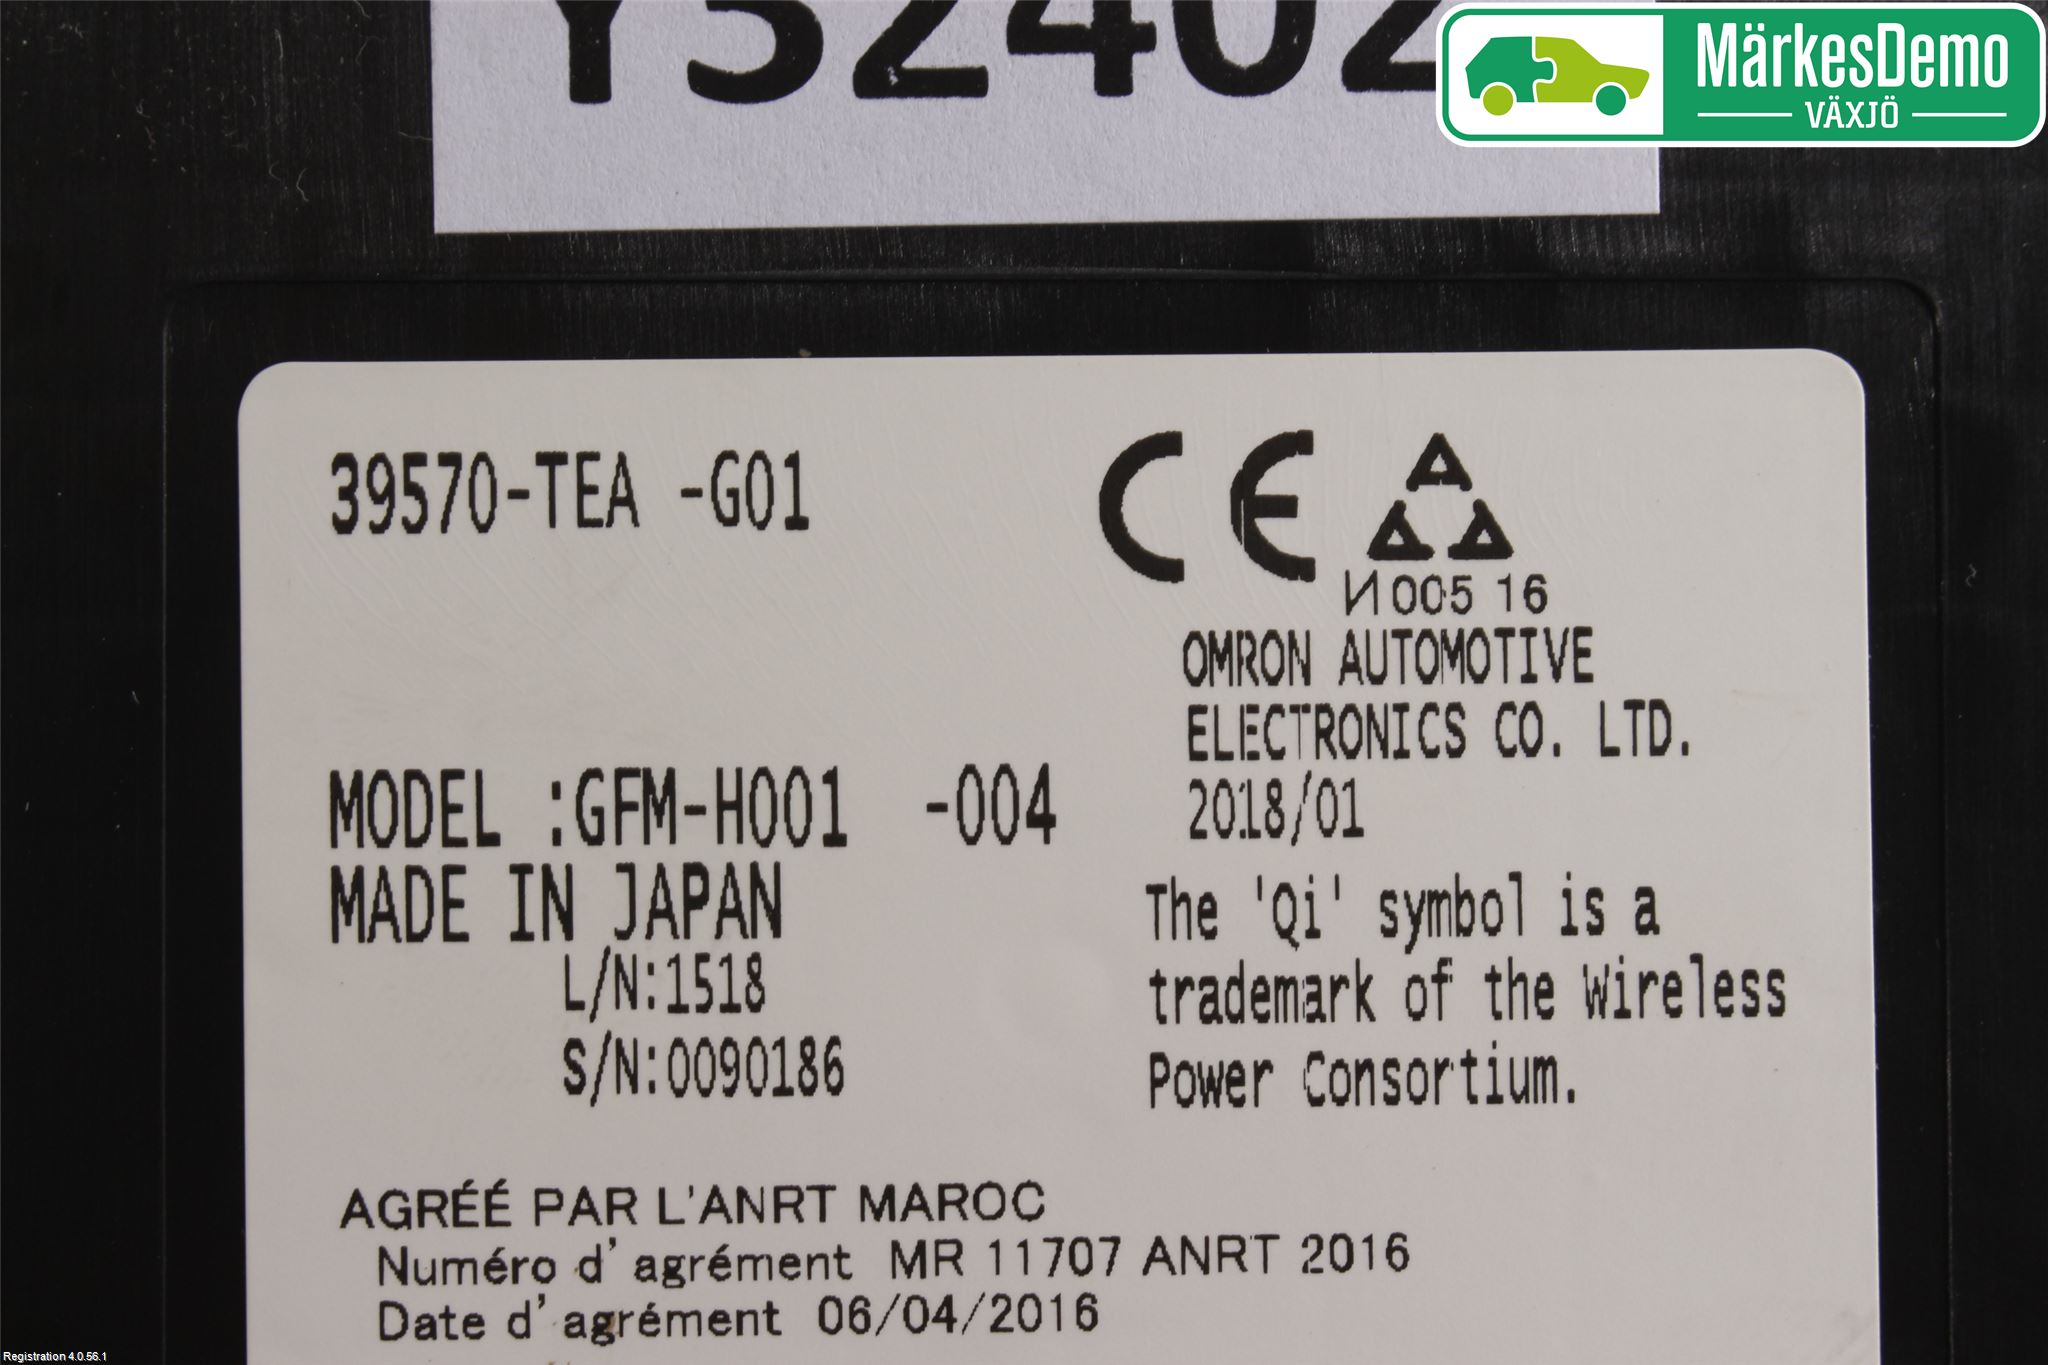 Y32402
MärkesDemo
VÄXJÖ
39570-TEA -G01
CE
И005 16
OMRON AUTOMOTIVE
ELECTRONICS CO. LTD.
2018/01
MODEL :GFM-H001 -004
MADE IN JAPAN
L/N:1518
S/N:0090186
The 'Qi' symbol is a
trademark of the Wireless
Power Consortium.
AGRÉÉ PAR L'ANRT MAROC
Numéro d'agrément MR 11707 ANRT 2016
Date d'agrément 06/04/2016
Registration 4.0.56.1